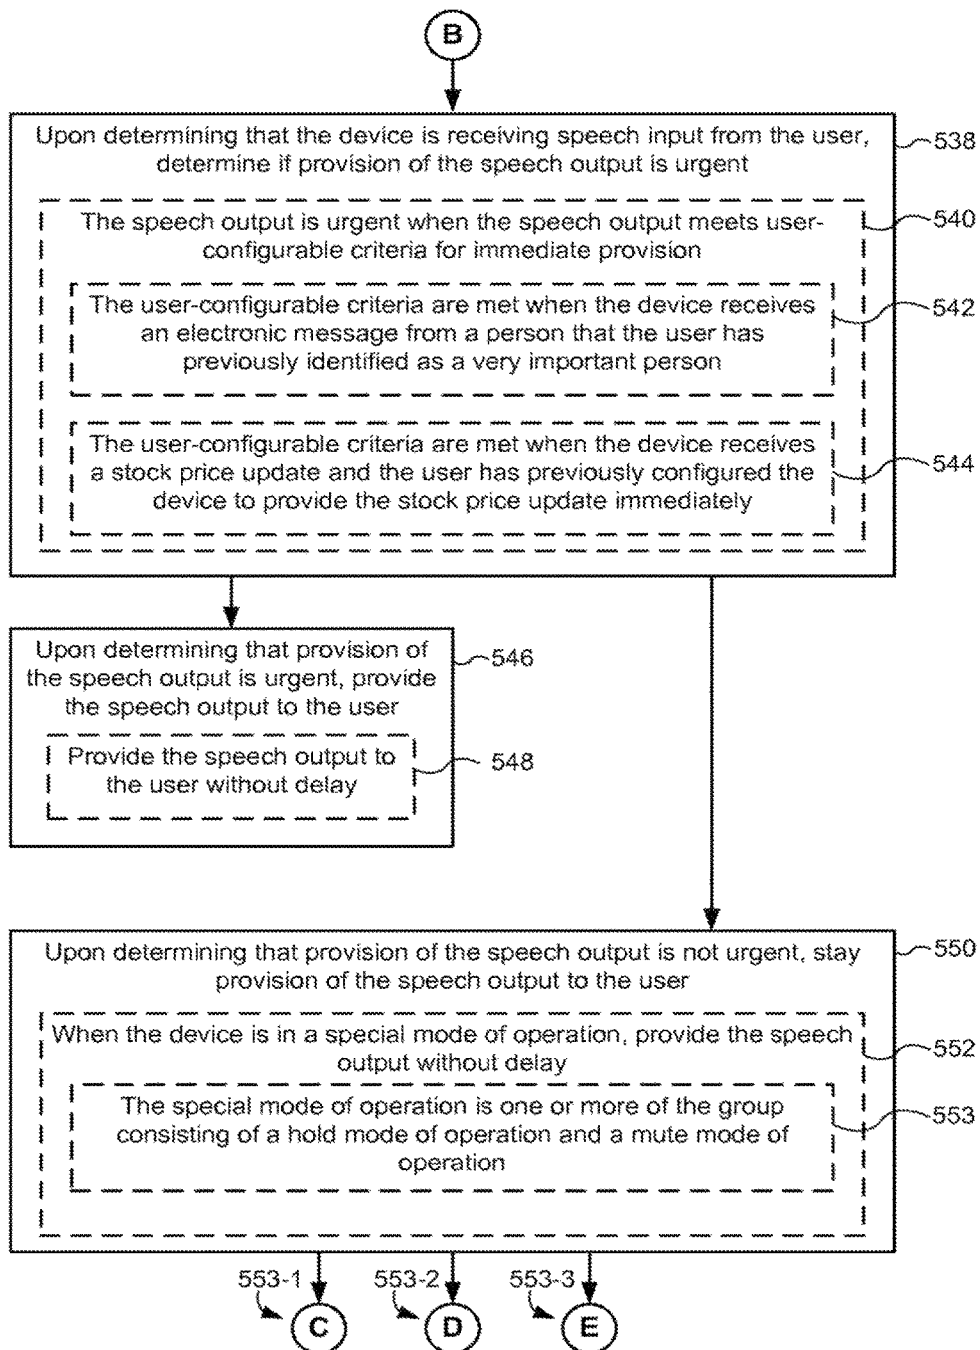 B
Upon determining that the device is receiving speech input from the user,
determine if provision of the speech output is urgent
538
The speech output is urgent when the speech output meets user-
configurable criteria for immediate provision
540
The user-configurable criteria are met when the device receives
an electronic message from a person that the user has
previously identified as a very important person
542
The user-configurable criteria are met when the device receives
a stock price update and the user has previously configured the
device to provide the stock price update immediately
544
Upon determining that provision of
the speech output is urgent, provide
the speech output to the user
546
Provide the speech output to
the user without delay
548
Upon determining that provision of the speech output is not urgent, stay
provision of the speech output to the user
550
When the device is in a special mode of operation, provide the speech
output without delay
552
The special mode of operation is one or more of the group
consisting of a hold mode of operation and a mute mode of
operation
553
553-1
553-2
553-3
C
D
E